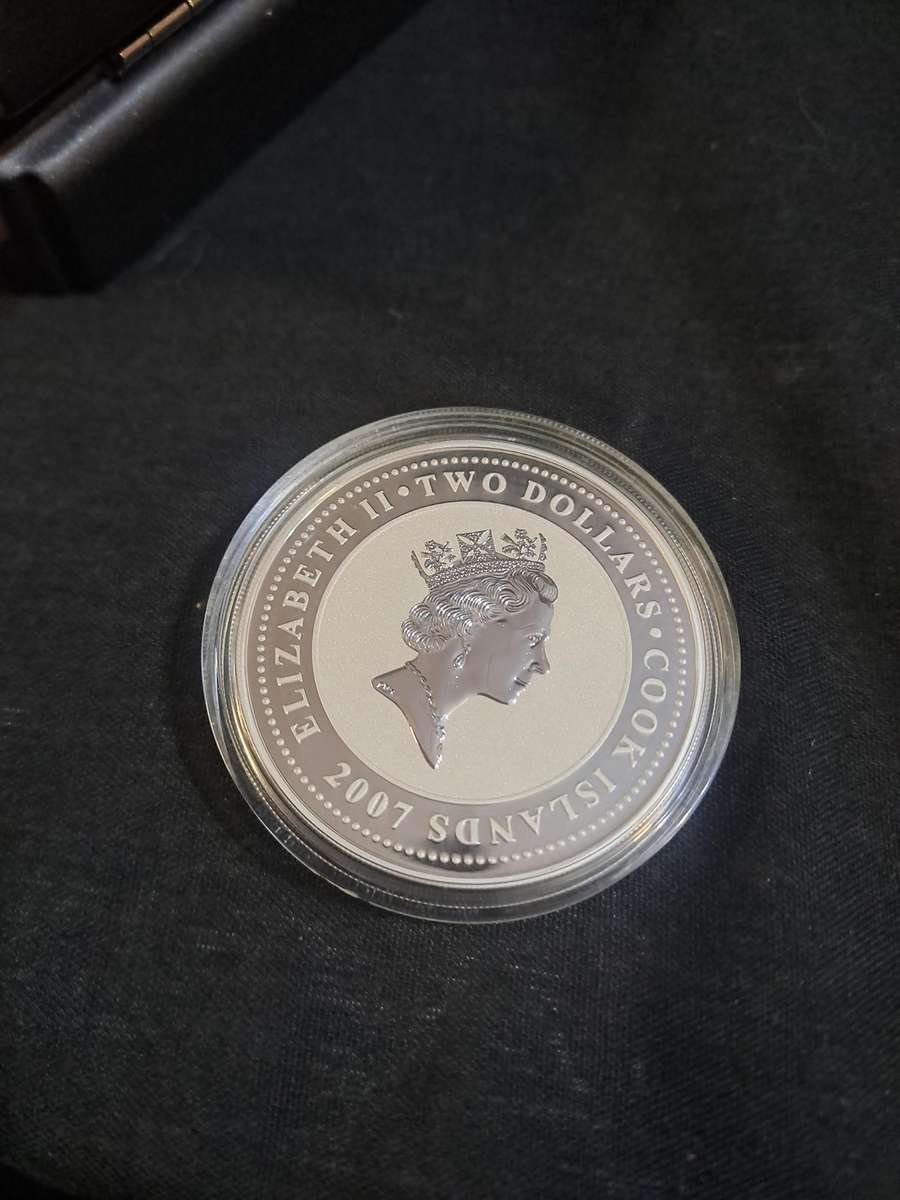 ELIZABETH II • TWO DOLLARS • COOK ISLANDS 2007